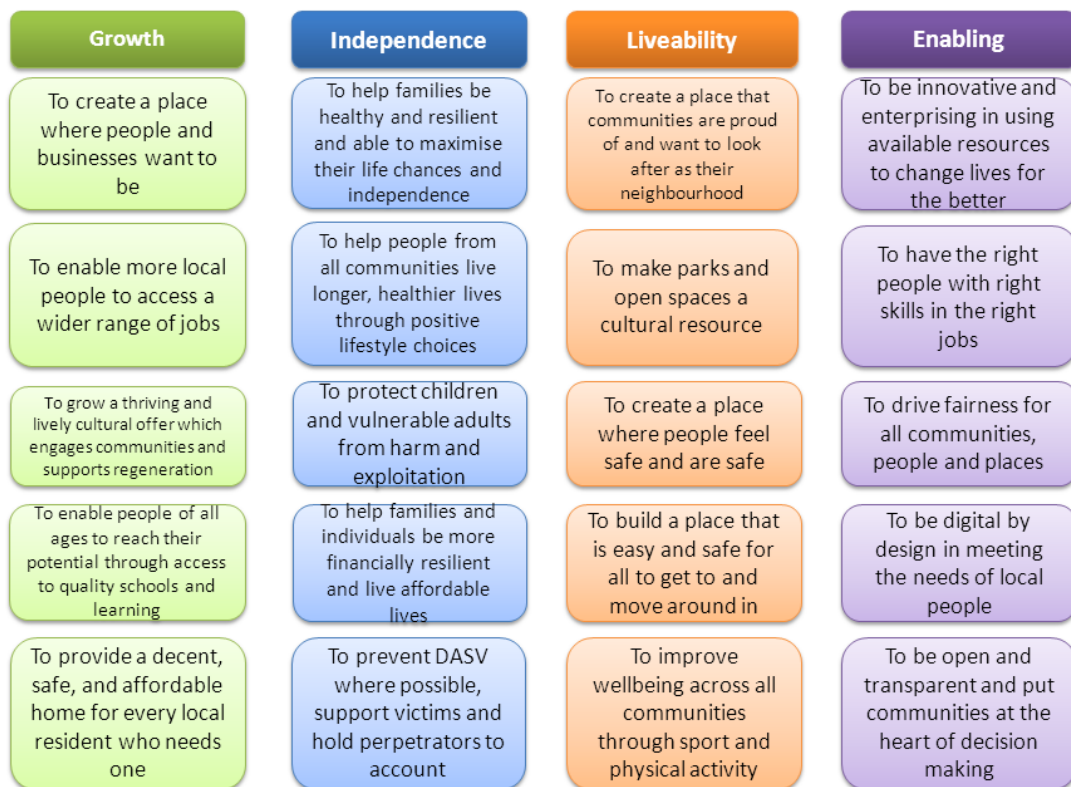 Growth
To create a place
where people and
businesses want to
be
To enable more local
people to access a
wider range of jobs
To grow a thriving and
lively cultural offer which
engages communities and
supports regeneration
To enable people of all
ages to reach their
potential through access
to quality schools and
learning
To provide a decent,
safe, and affordable
home for every local
resident who needs
one
Independence
To help families be
healthy and resilient
and able to maximise
their life chances and
independence
To help people from
all communities live
longer, healthier lives
through positive
lifestyle choices
To protect children
and vulnerable adults
from harm and
exploitation
To help families and
individuals be more
financially resilient
and live affordable
lives
To prevent DASV
where possible,
support victims and
hold perpetrators to
account
Liveability
To create a place that
communities are proud
of and want to look
after as their
neighbourhood
To make parks and
open spaces a
cultural resource
To create a place
where people feel
safe and are safe
To build a place that
is easy and safe for
all to get to and
move around in
To improve
wellbeing across all
communities
through sport and
physical activity
Enabling
To be innovative and
enterprising in using
available resources
to change lives for
the better
To have the right
people with right
skills in the right
jobs
To drive fairness for
all communities,
people and places
To be digital by
design in meeting
the needs of local
people
To be open and
transparent and put
communities at the
heart of decision
making